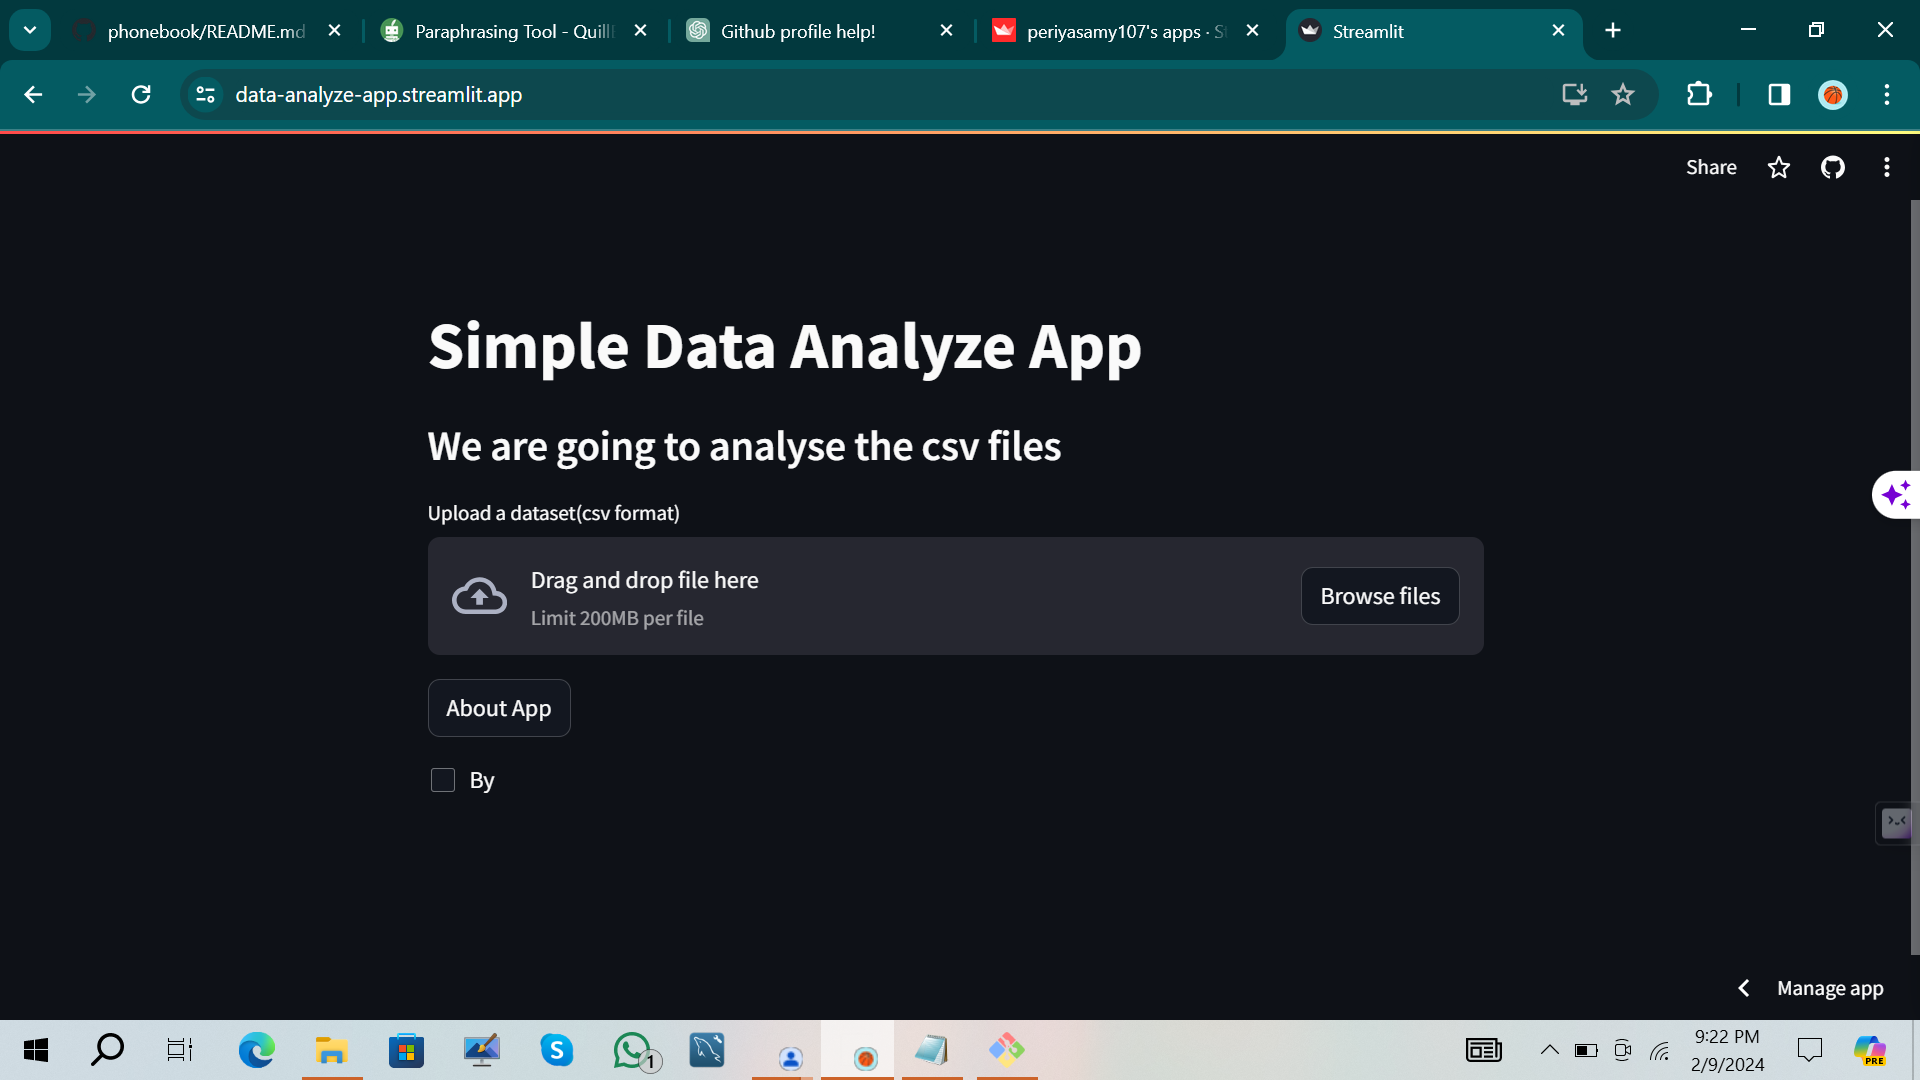 phonebook/README.md
Paraphrasing Tool - Quill
Github profile help!
periyasamy107's apps · St
Streamlit
data-analyze-app.streamlit.app
Share
Simple Data Analyze App
We are going to analyse the csv files
Upload a dataset(csv format)
Drag and drop file here
Limit 200MB per file
Browse files
About App
By
Manage app
S
1
9:22 PM
2/9/2024
PRE